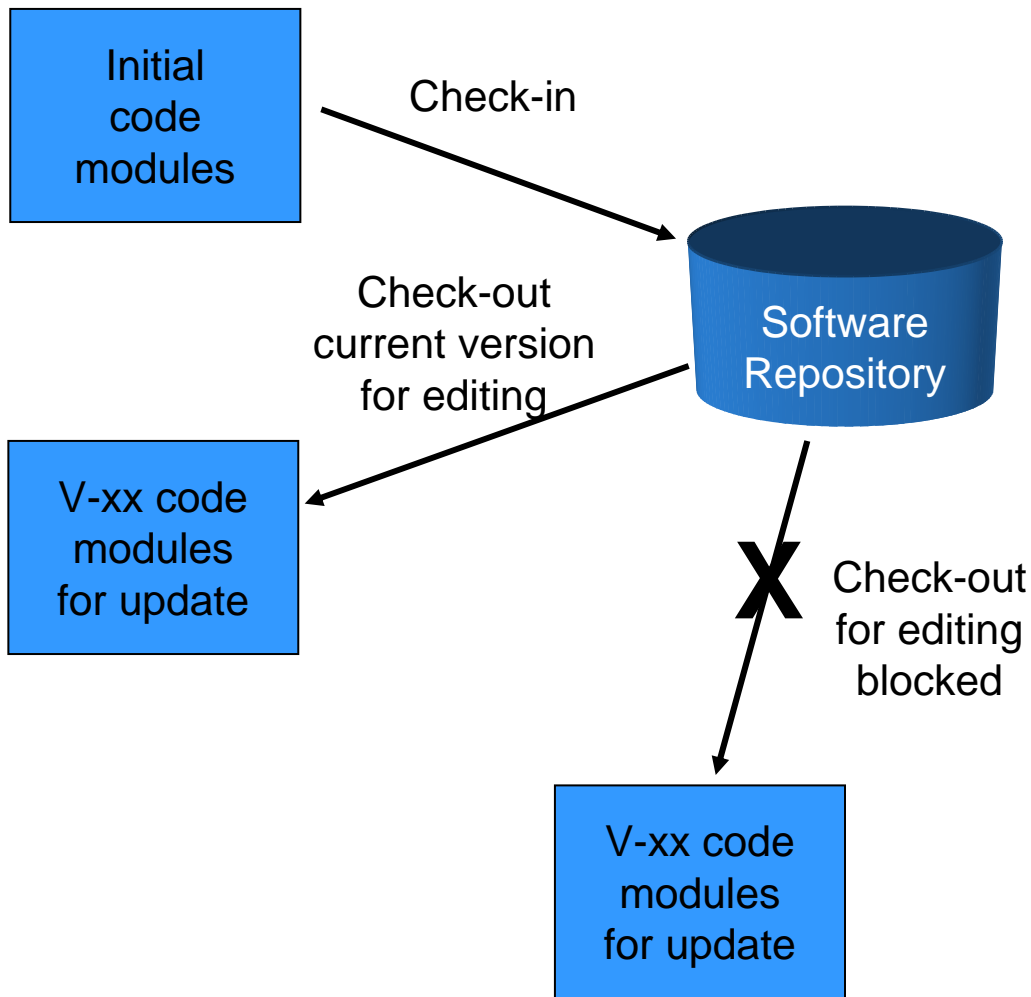 Initial
code
modules
Check-in
Software
Repository
Check-out
current version
for editing
V-xx code
modules
for update
X
Check-out
for editing
blocked
V-xx code
modules
for update